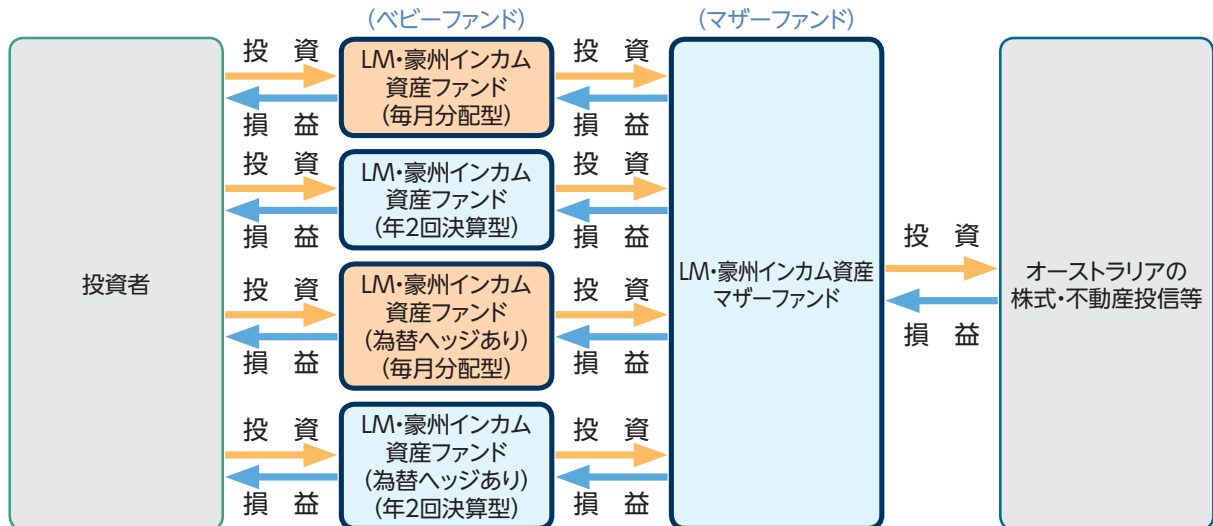 (ベビーファンド)
(マザーファンド)
投資者
投 資
損 益
LM・豪州インカム
資産ファンド
(毎月分配型)
投 資
損 益
投 資
損 益
LM・豪州インカム
資産ファンド
(年2回決算型)
投 資
損 益
投 資
損 益
LM・豪州インカム
資産ファンド
(為替ヘッジあり)
(毎月分配型)
投 資
損 益
投 資
損 益
LM・豪州インカム
資産ファンド
(為替ヘッジあり)
(年2回決算型)
投 資
損 益
LM・豪州インカム資産
マザーファンド
投 資
損 益
オーストラリアの
株式・不動産投信等